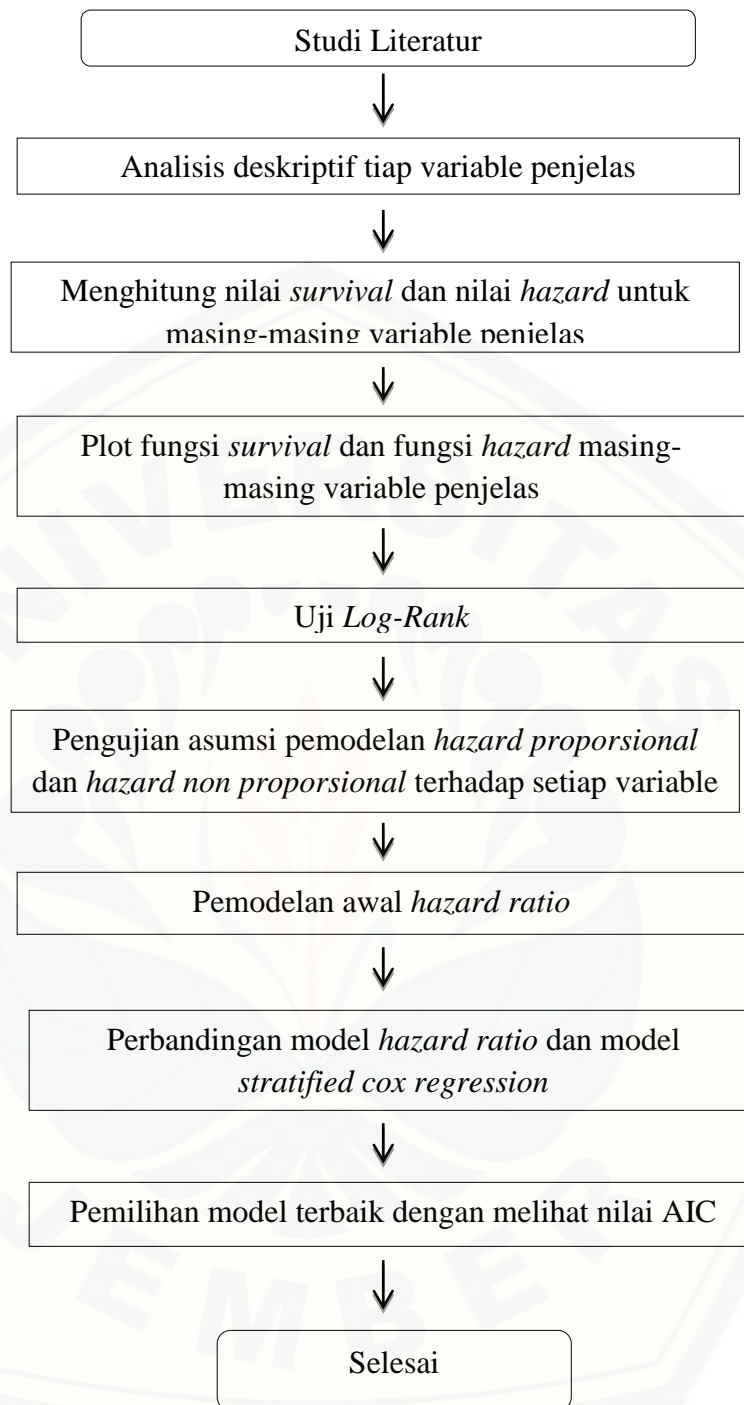 Studi Literatur
Analisis deskriptif tiap variable penjelas
Menghitung nilai survival dan nilai hazard untuk
masing-masing variable penjelas
Plot fungsi survival dan fungsi hazard masing-
masing variable penjelas
Uji Log-Rank
Pengujian asumsi pemodelan hazard proporsional
dan hazard non proporsional terhadap setiap variable
Pemodelan awal hazard ratio
Perbandingan model hazard ratio dan model
stratified cox regression
Pemilihan model terbaik dengan melihat nilai AIC
Selesai
UNIVERSITAS
JEMBER